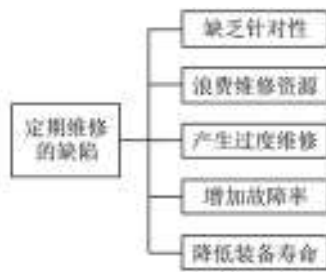 定期维修
的缺陷
缺乏针对性
浪费维修资源
产生过度维修
增加故障率
降低装备寿命